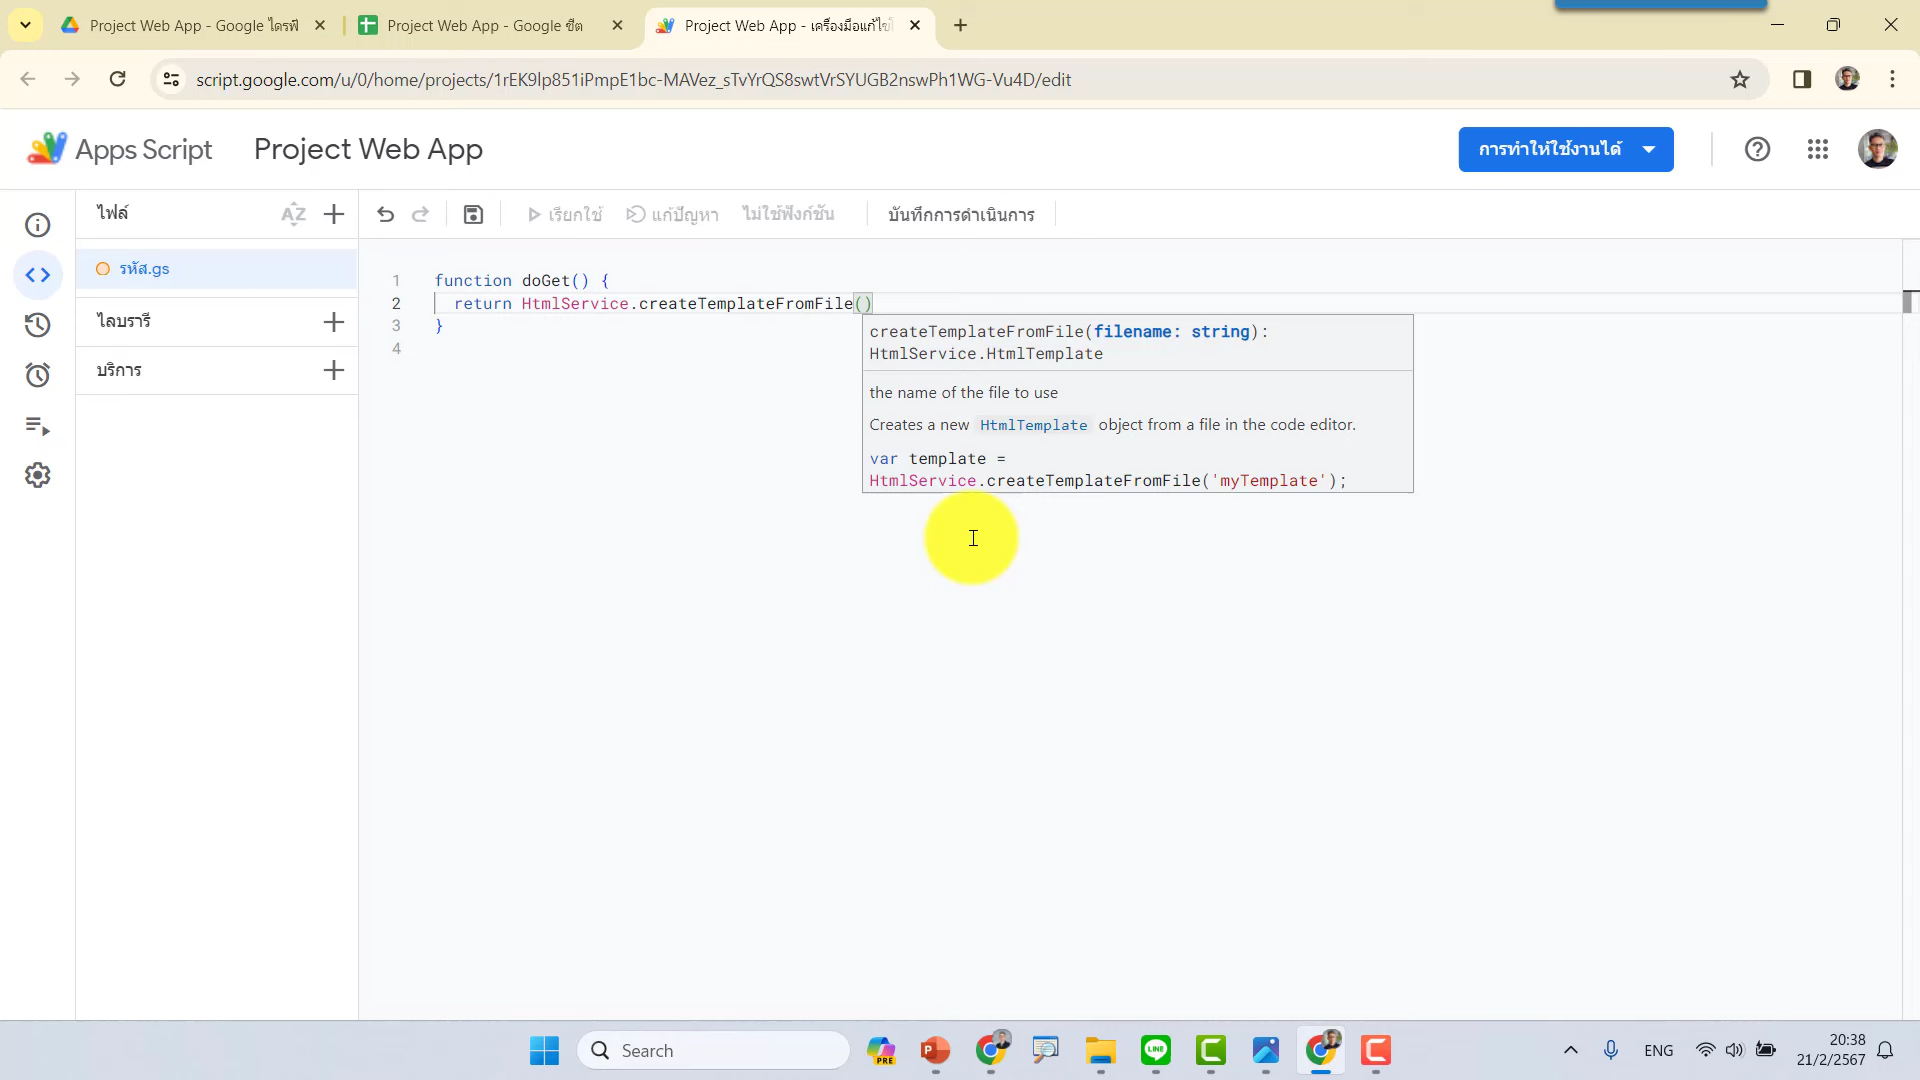 Project Web App - Google ไดรฟ์
Project Web App - Google ชีต
Project Web App - เครื่องมือแก้ไข
script.google.com/u/0/home/projects/1rEK9lp851iPmpE1bc-MAVez_sTvYrQS8swtVrSYUGB2nswPh1WG-Vu4D/edit
Apps Script
Project Web App
การทำให้ใช้งานได้
ไฟล์
AZ
เรียกใช้
แก้ปัญหา
ไม่ใช้ฟังก์ชัน
บันทึกการดำเนินการ
รหัส.gs
ไลบรารี
บริการ
1 function doGet() {
2 return HtmlService.createTemplateFromFile()
3 }
4
createTemplateFromFile(filename: string):
HtmlService.HtmlTemplate
the name of the file to use
Creates a new HtmlTemplate object from a file in the code editor.
var template =
HtmlService.createTemplateFromFile('myTemplate');
Search
PRE
LINE
ENG
20:38
21/2/2567